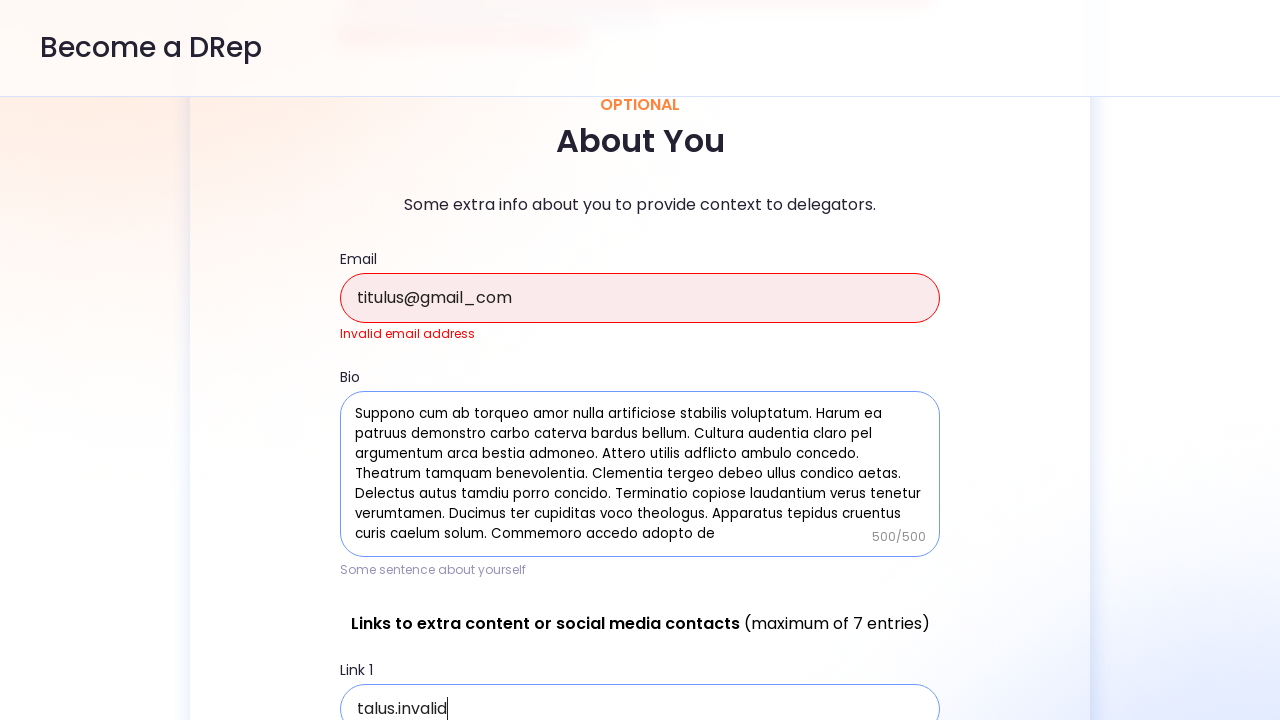 Become a DRep
OPTIONAL
About You
Some extra info about you to provide context to delegators.
Email
titulus@gmail_com
Invalid email address
Bio
Suppono cum ab torqueo amor nulla artificiose stabilis voluptatum. Harum ea
patruus demonstro carbo caterva bardus bellum. Cultura audentia claro pel
argumentum arca bestia admoneo. Attero utilis adflicto ambulo concedo.
Theatrum tamquam benevolentia. Clementia tergeo debeo ullus condico aetas.
Delectus autus tamdiu porro concido. Terminatio copiose laudantium verus tenetur
verumtamen. Ducimus ter cupiditas voco theologus. Apparatus tepidus cruentus
curis caelum solum. Commemoro accedo adopto de
500/500
Some sentence about yourself
Links to extra content or social media contacts (maximum of 7 entries)
Link 1
talus.invalid